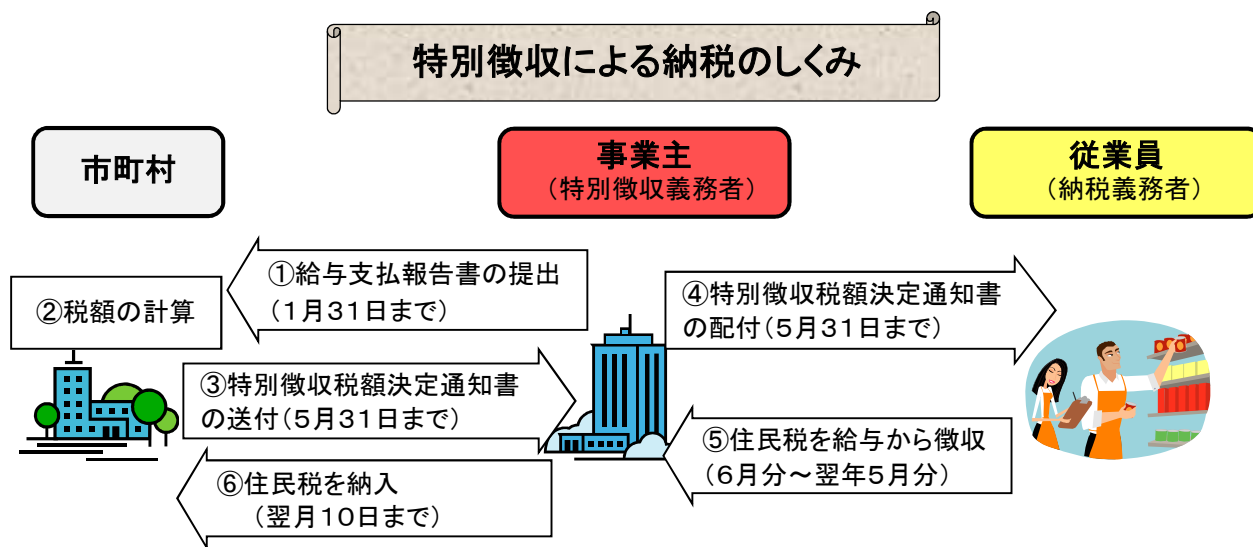 特別徴収による納税のしくみ
市町村
事業主
（特別徴収義務者）
従業員
（納税義務者）
①給与支払報告書の提出
（１月３１日まで）
②税額の計算
③特別徴収税額決定通知書
の送付（５月３１日まで）
④特別徴収税額決定通知書
の配付（５月３１日まで）
⑤住民税を給与から徴収
（６月分～翌年５月分）
⑥住民税を納入
（翌月１０日まで）